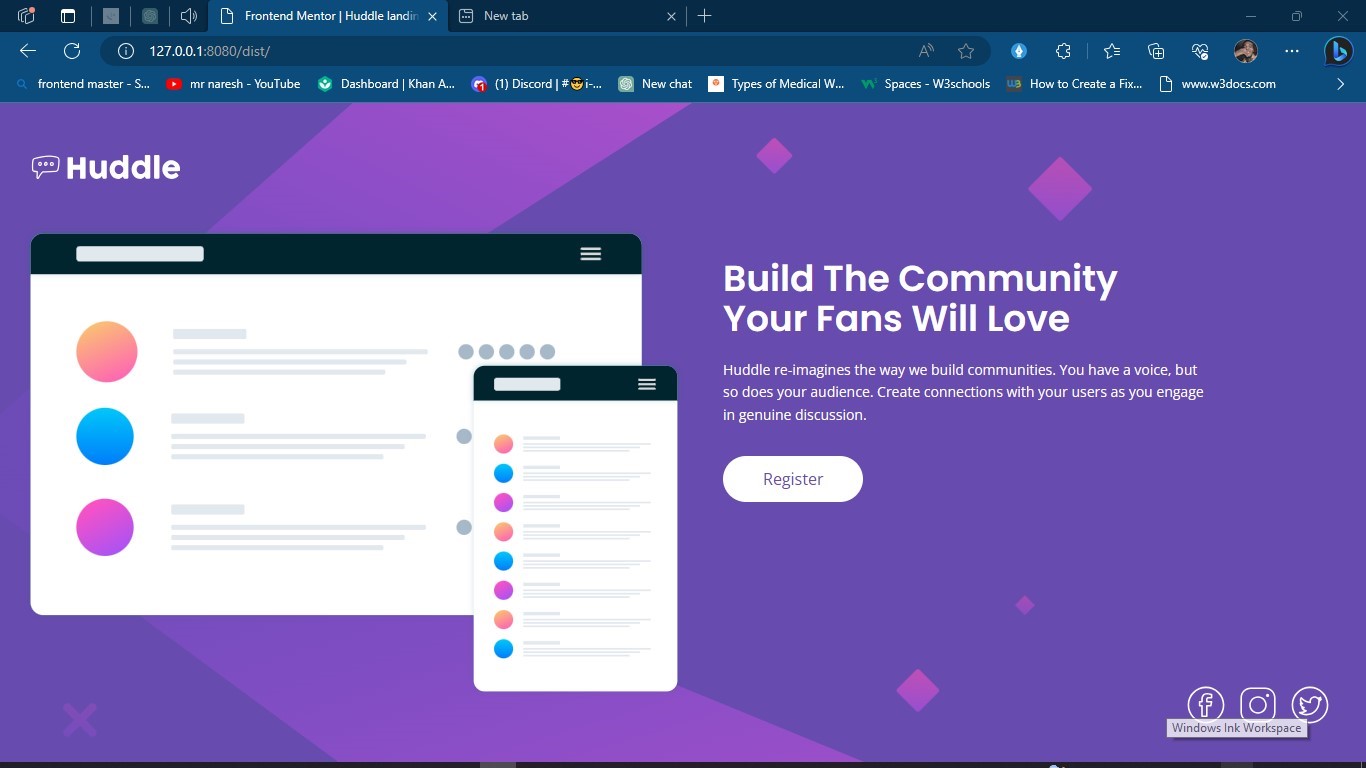 Frontend Mentor | Huddle landin
New tab
127.0.0.1:8080/dist/
frontend master - S...
mr naresh - YouTube
Dashboard | Khan A...
(1) Discord | #😎i-...
New chat
Types of Medical W...
Spaces - W3schools
How to Create a Fix...
www.w3docs.com
Huddle
Build The Community
Your Fans Will Love
Huddle re-imagines the way we build communities. You have a voice, but
so does your audience. Create connections with your users as you engage
in genuine discussion.
Register
Windows Ink Workspace